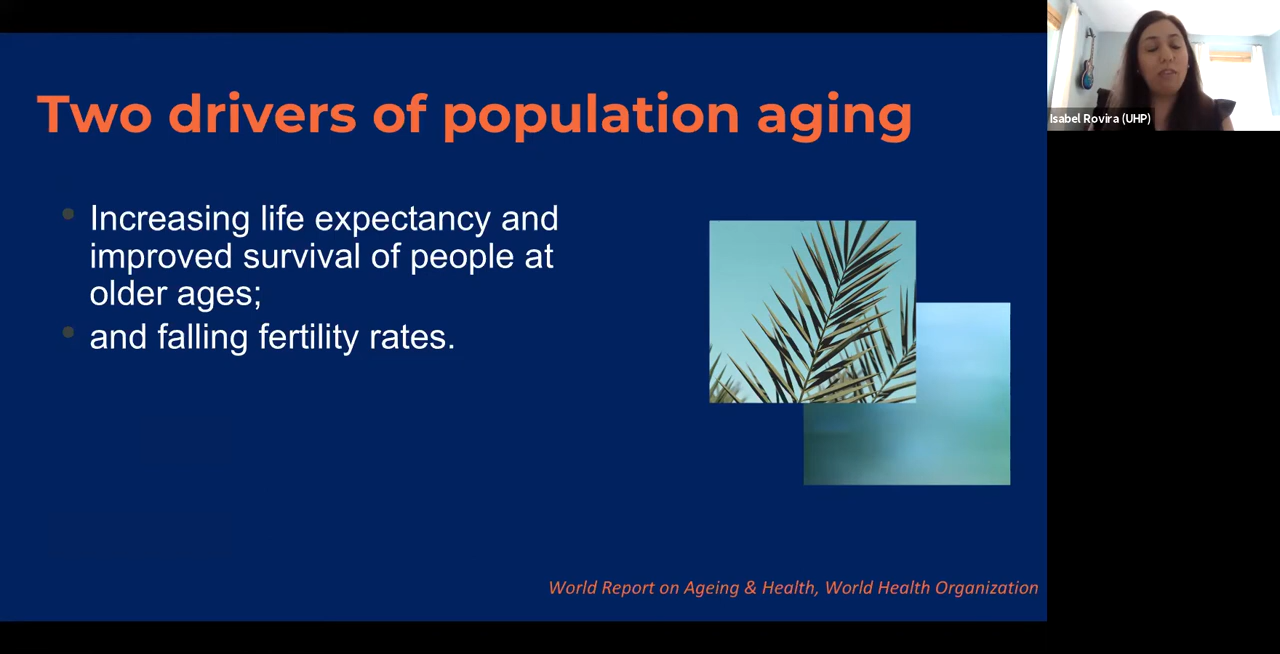 Two drivers of population aging
Isabel Rovira (UHP)
Increasing life expectancy and
improved survival of people at
older ages;
and falling fertility rates.
World Report on Ageing & Health, World Health Organization